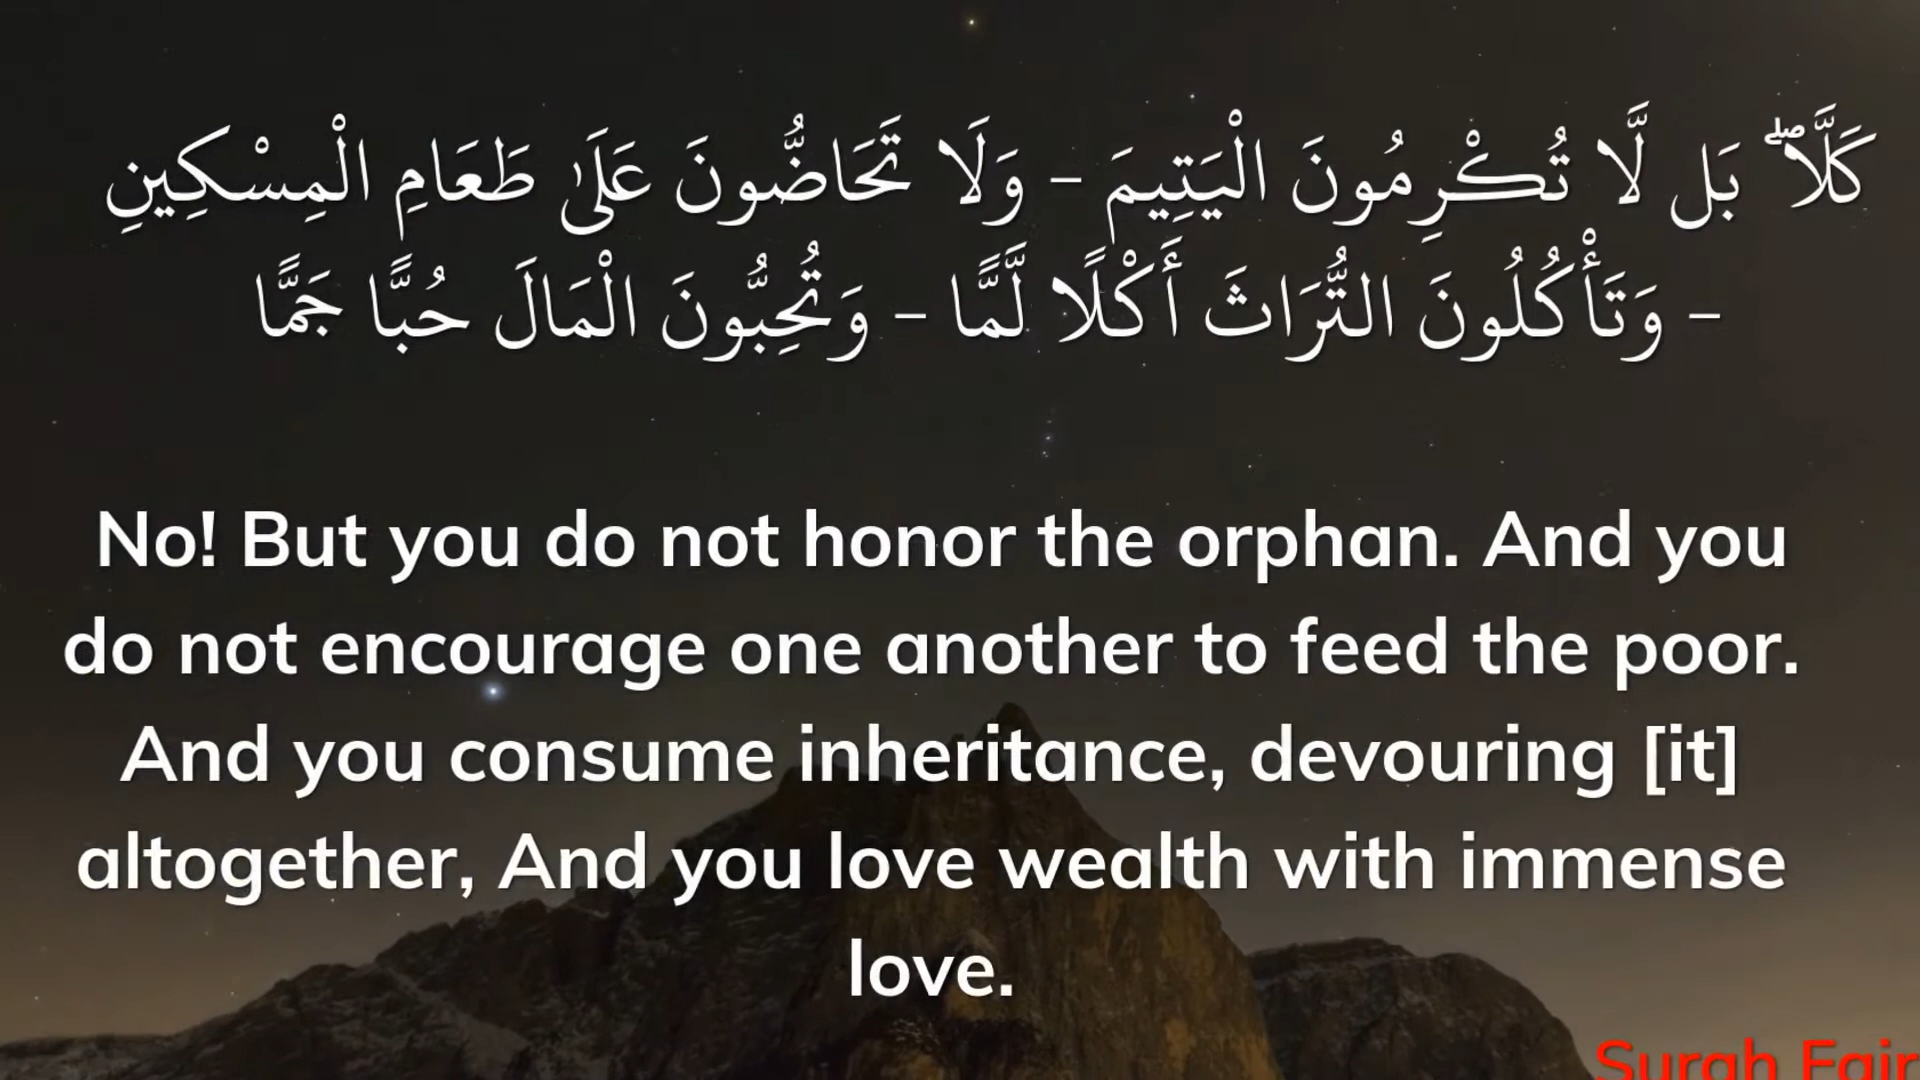 كَلَّا ۖ بَل لَّا تُكْرِمُونَ الْيَتِيمَ – وَلَا تَحَاضُّونَ عَلَىٰ طَعَامِ الْمِسْكِينِ
– وَتَأْكُلُونَ التُّرَاثَ أَكْلًا لَّمًّا – وَتُحِبُّونَ الْمَالَ حُبًّا جَمًّا
No! But you do not honor the orphan. And you
do not encourage one another to feed the poor.
And you consume inheritance, devouring [it]
altogether, And you love wealth with immense
love.
Surah Fajr